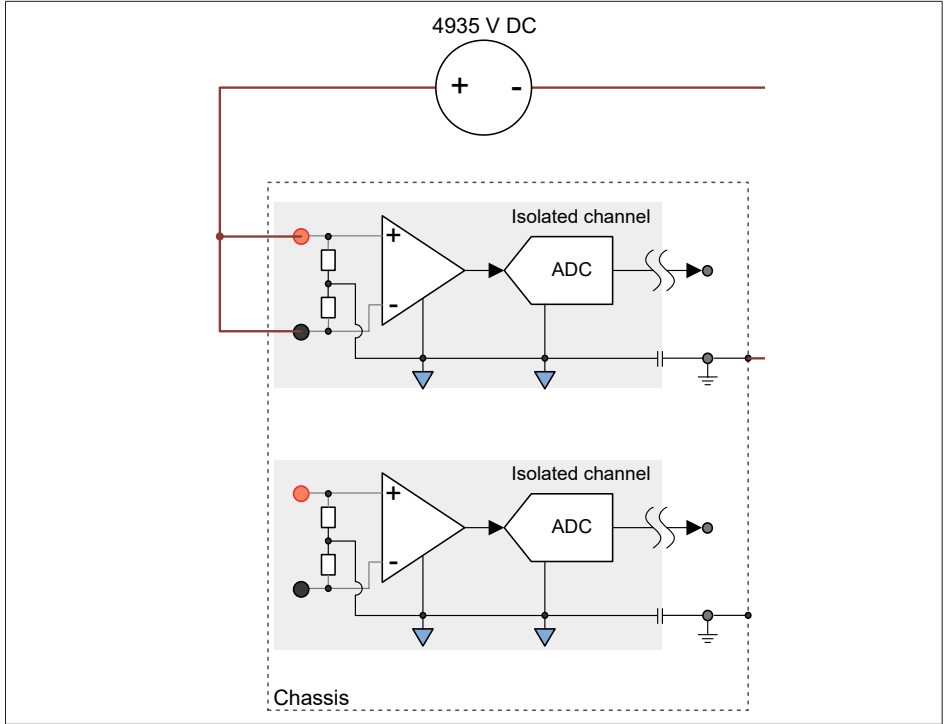 4935 V DC
+ -
Isolated channel
+
ADC
-
Isolated channel
+
ADC
-
Chassis